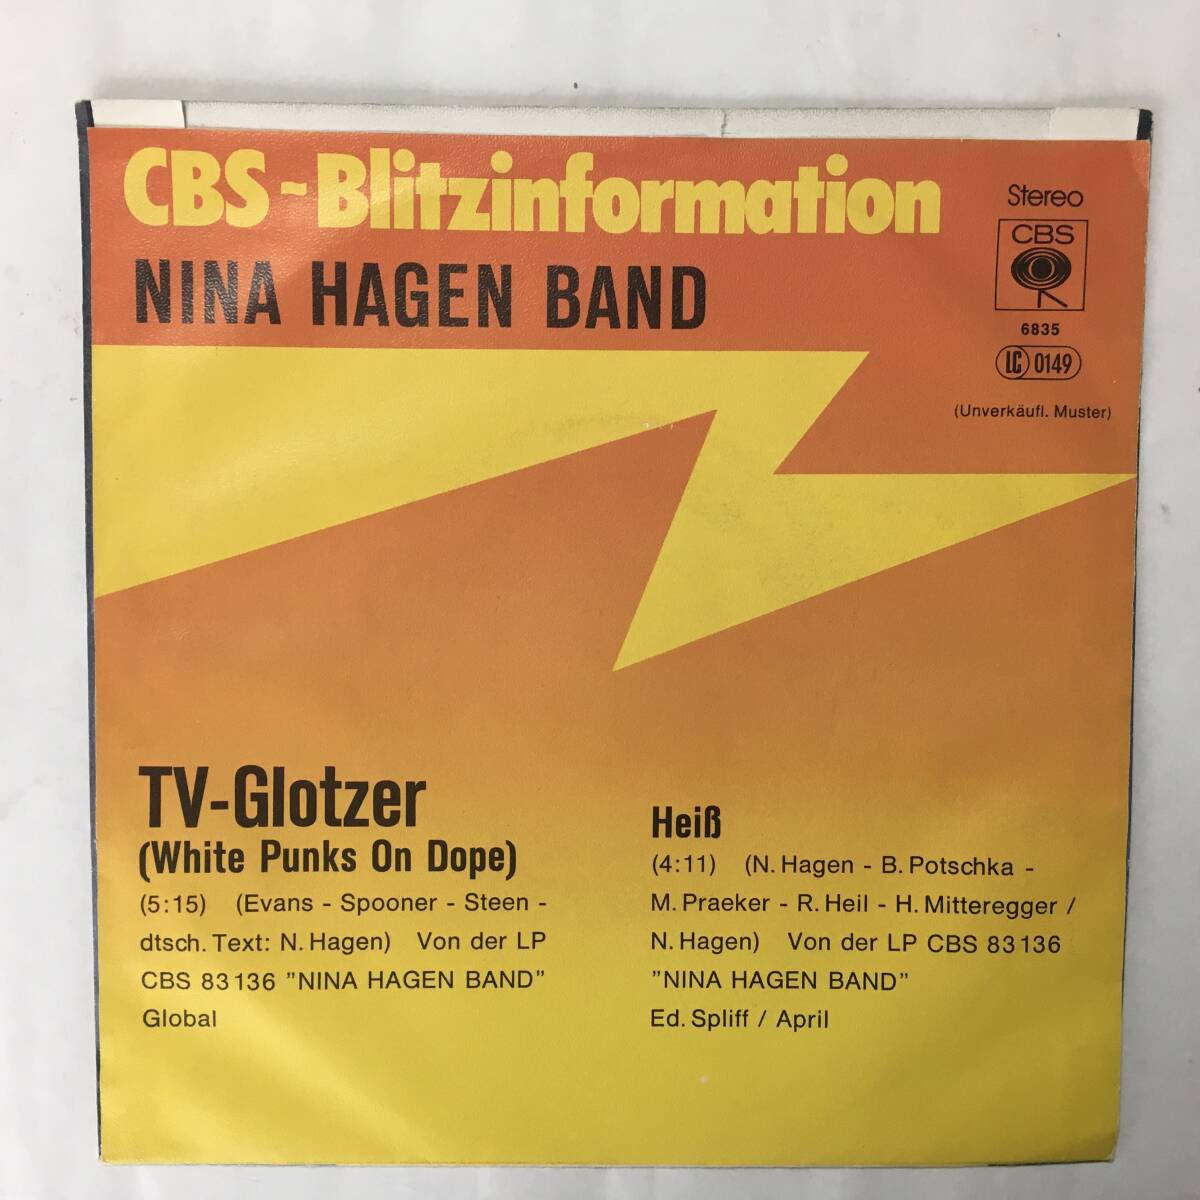 CBS~Blitzinformation
NINA HAGEN BAND
Stereo
CBS
6835
LC 0149
(Unverkäufl. Muster)
TV-Glotzer
(White Punks On Dope)
(5:15) (Evans - Spooner - Steen -
dtsch. Text: N. Hagen) Von der LP
CBS 83136 ”NINA HAGEN BAND”
Global
Heiß
(4:11) (N. Hagen - B. Potschka -
M. Praeker - R. Heil - H. Mitteregger /
N. Hagen) Von der LP CBS 83136
”NINA HAGEN BAND”
Ed. Spliff / April